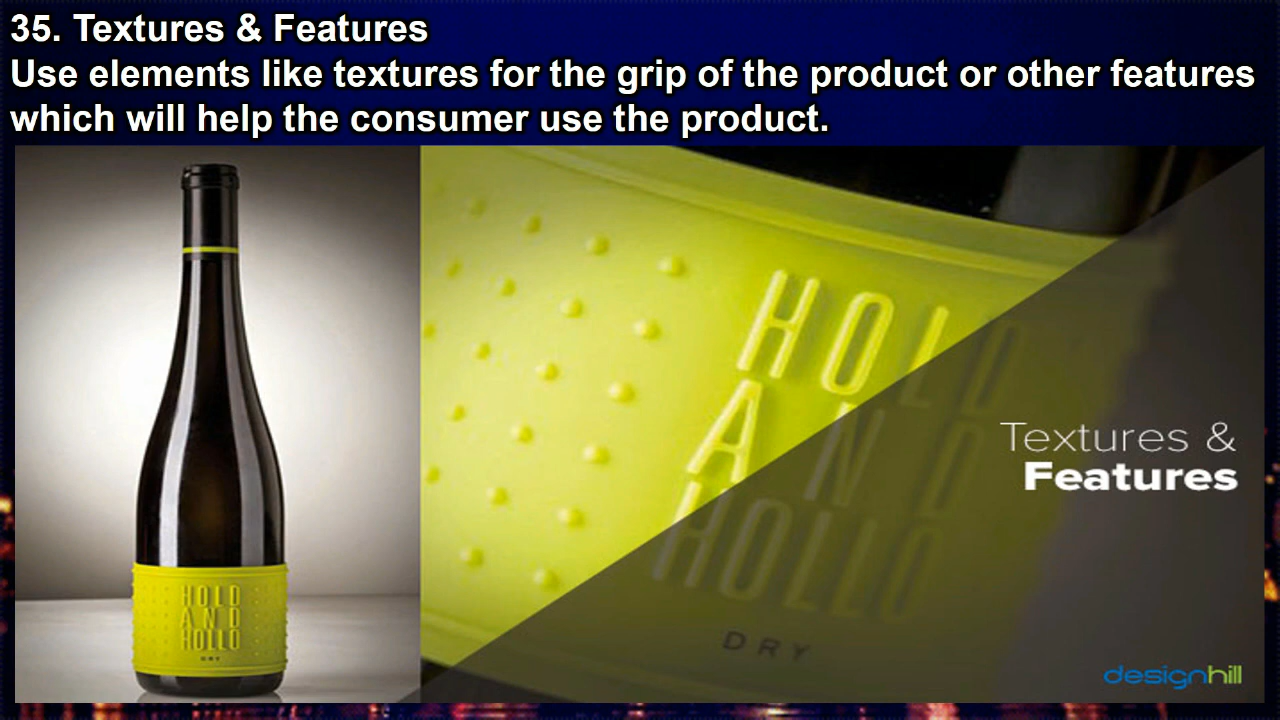 35. Textures & Features
Use elements like textures for the grip of the product or other features
which will help the consumer use the product.
HOLD
AND
HOLLO
DRY
HOLD
AND
HOLLO
DRY
Textures &
Features
designhill